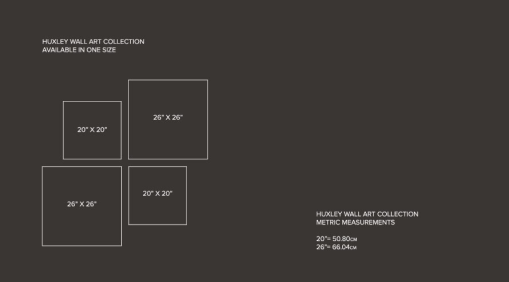 HUXLEY WALL ART COLLECTION
AVAILABLE IN ONE SIZE
26" X 26"
20" X 20"
20" X 20"
26" X 26"
HUXLEY WALL ART COLLECTION
METRIC MEASUREMENTS
20"= 50.80CM
26"= 66.04CM